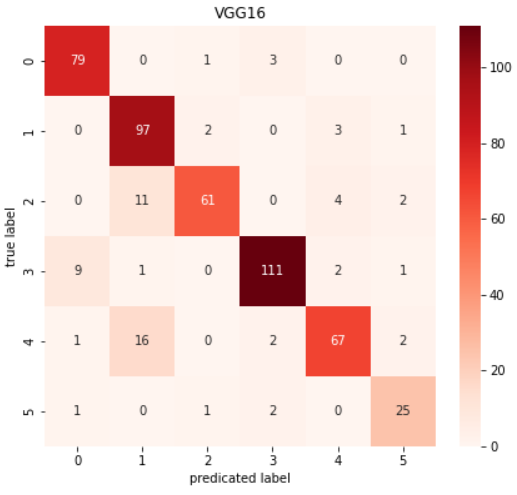 VGG16
0 79 0 1 3 0 0
1 0 97 2 0 3 1
2 0 11 61 0 4 2
3 9 1 0 111 2 1
4 1 16 0 2 67 2
5 1 0 1 2 0 25
0 1 2 3 4 5
true label
predicated label
100
80
60
40
20
0